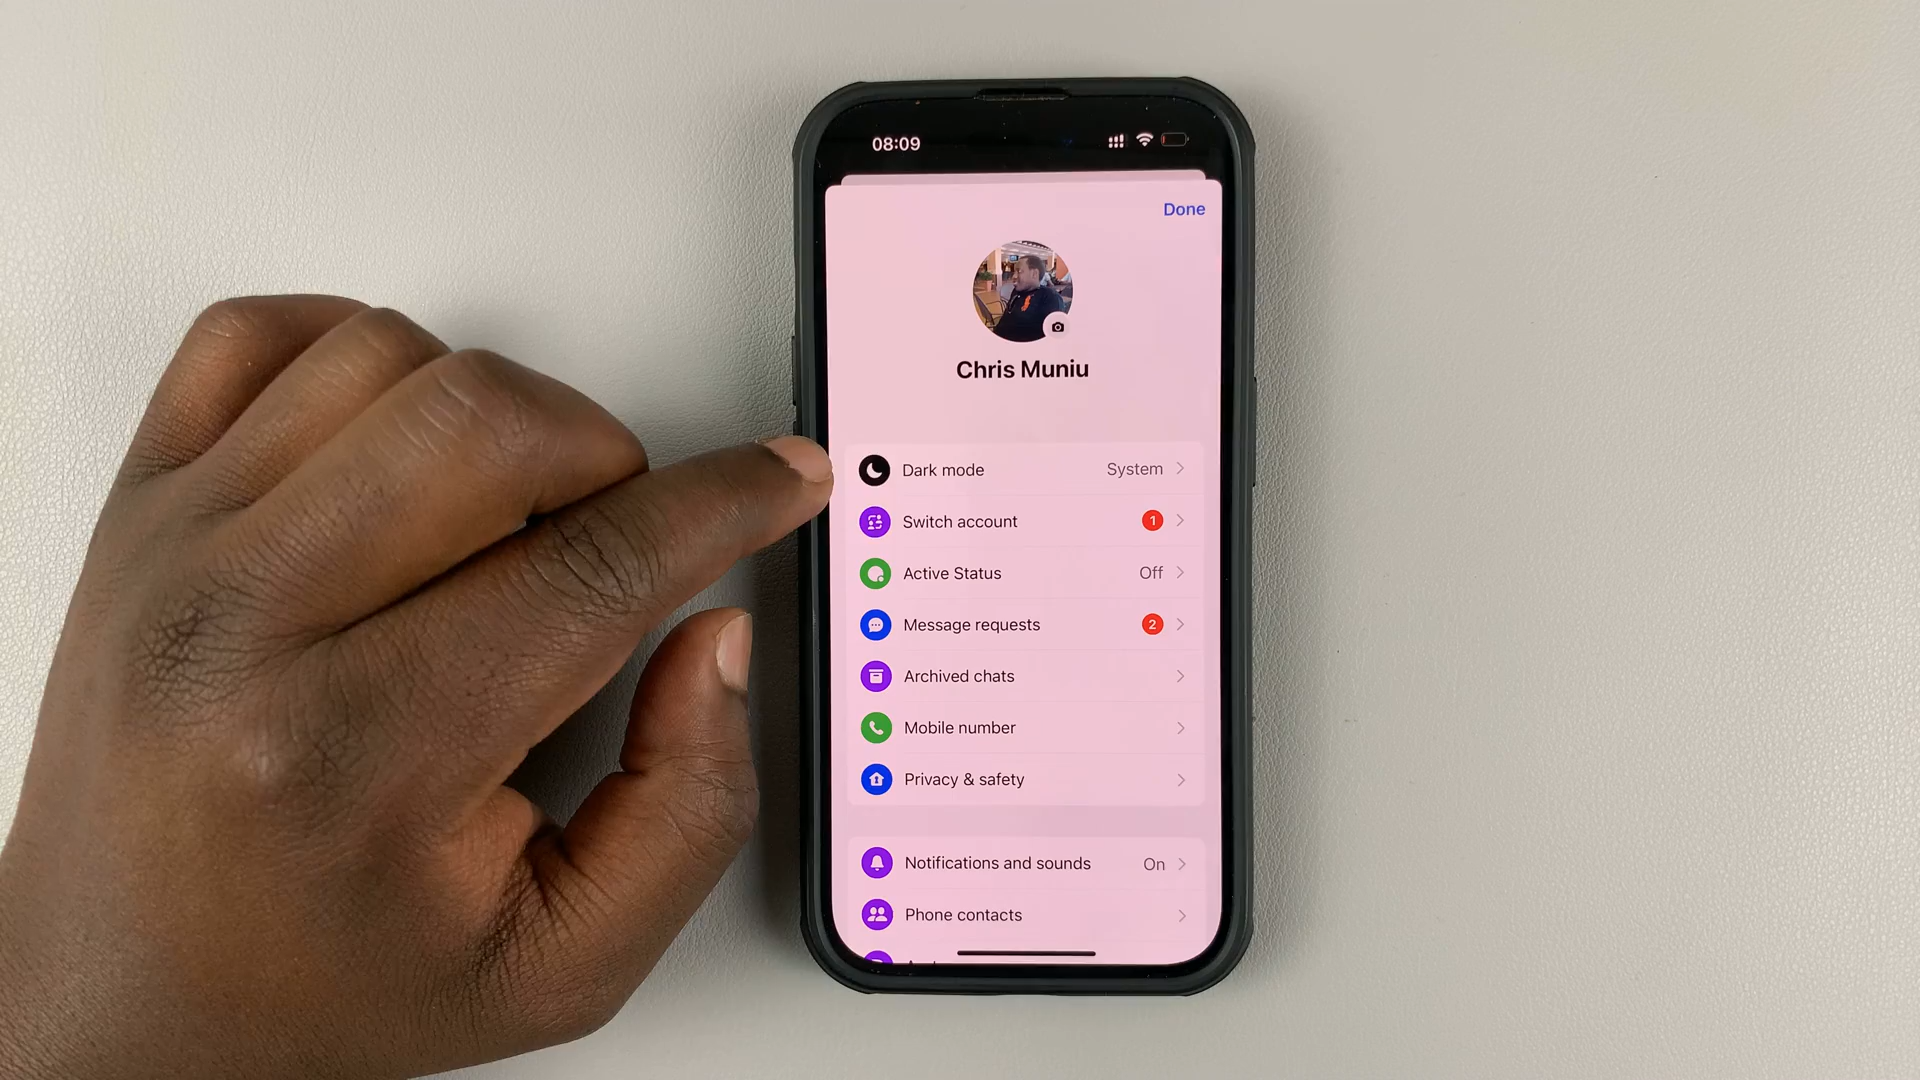 08:09
Done
Chris Muniu
Dark mode System
Switch account 1
Active Status Off
Message requests 2
Archived chats
Mobile number
Privacy & safety
Notifications and sounds On
Phone contacts